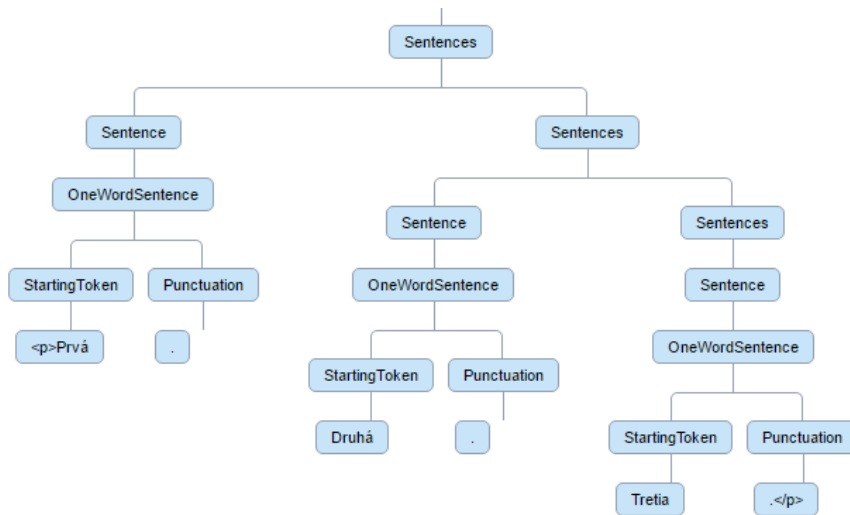 Sentences
Sentence
Sentences
OneWordSentence
Sentence
Sentences
StartingToken
Punctuation
OneWordSentence
Sentence
<p>Prvá
.
StartingToken
Punctuation
OneWordSentence
Druhá
.
StartingToken
Punctuation
Tretia
.</p>